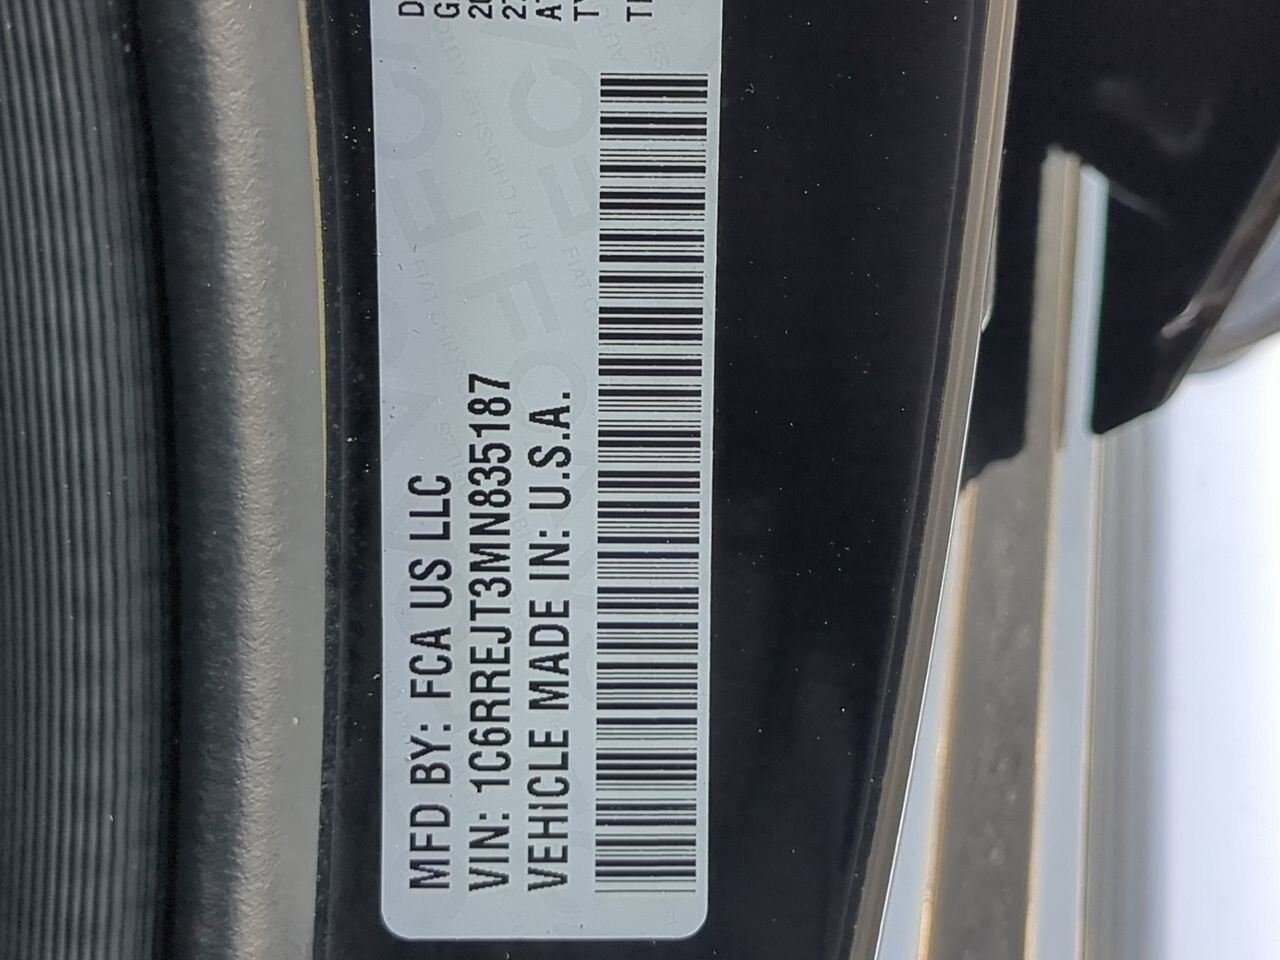 MFD BY: FCA US LLC
VIN: 1C6RREJT3MN835187
VEHICLE MADE IN: U.S.A.